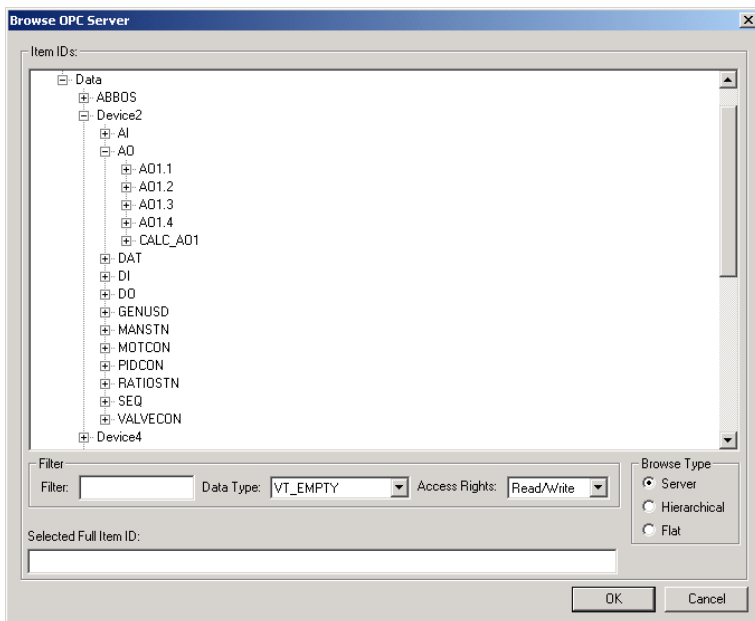 Browse OPC Server
Item IDs:
Data
ABBOS
Device2
AI
AO
AO1.1
AO1.2
AO1.3
AO1.4
CALC_AO1
DAT
DI
DO
GENUSD
MANSTN
MOTCON
PIDCON
RATIOSTN
SEQ
VALVECON
Device4
Filter
Filter: Data Type: VT_EMPTY Access Rights: Read/Write
Browse Type
Server
Hierarchical
Flat
Selected Full Item ID:
OK Cancel